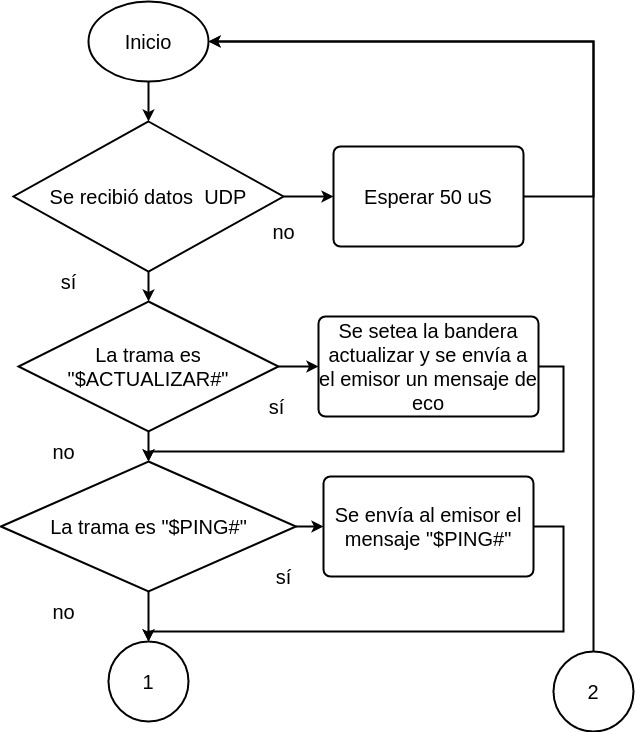 Inicio
Se recibió datos  UDP
Esperar 50 uS
no
sí
La trama es
"$ACTUALIZAR#"
Se setea la bandera
actualizar y se envía a
el emisor un mensaje de
eco
sí
no
La trama es "$PING#"
Se envía al emisor el
mensaje "$PING#"
sí
no
1
2